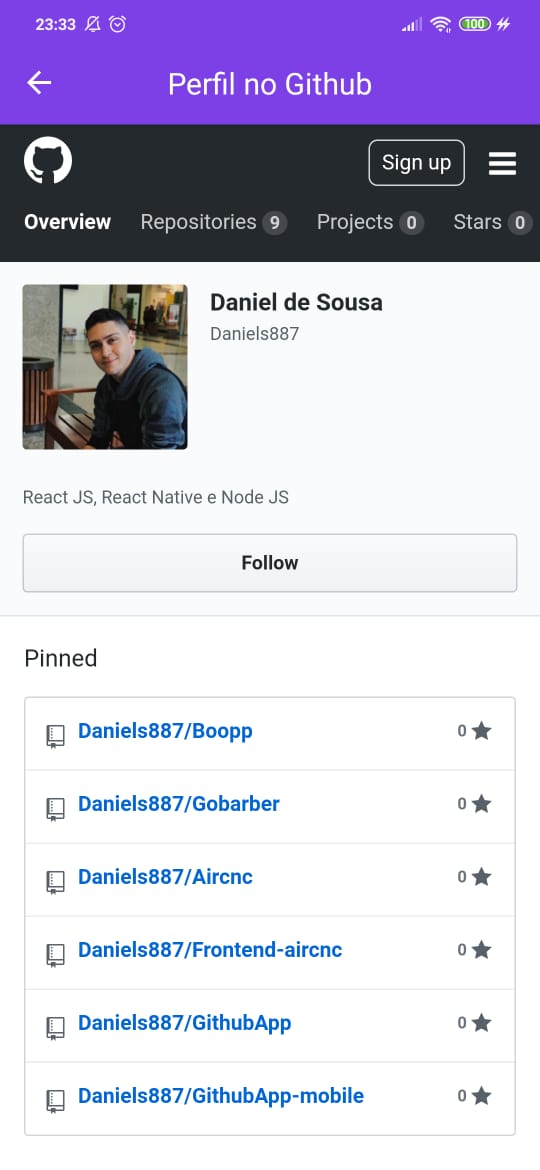 23:33 100
Perfil no Github
Sign up
Overview Repositories 9 Projects 0 Stars 0
Daniel de Sousa
Daniels887
React JS, React Native e Node JS
Follow
Pinned
Daniels887/Boopp 0
Daniels887/Gobarber 0
Daniels887/Aircnc 0
Daniels887/Frontend-aircnc 0
Daniels887/GithubApp 0
Daniels887/GithubApp-mobile 0